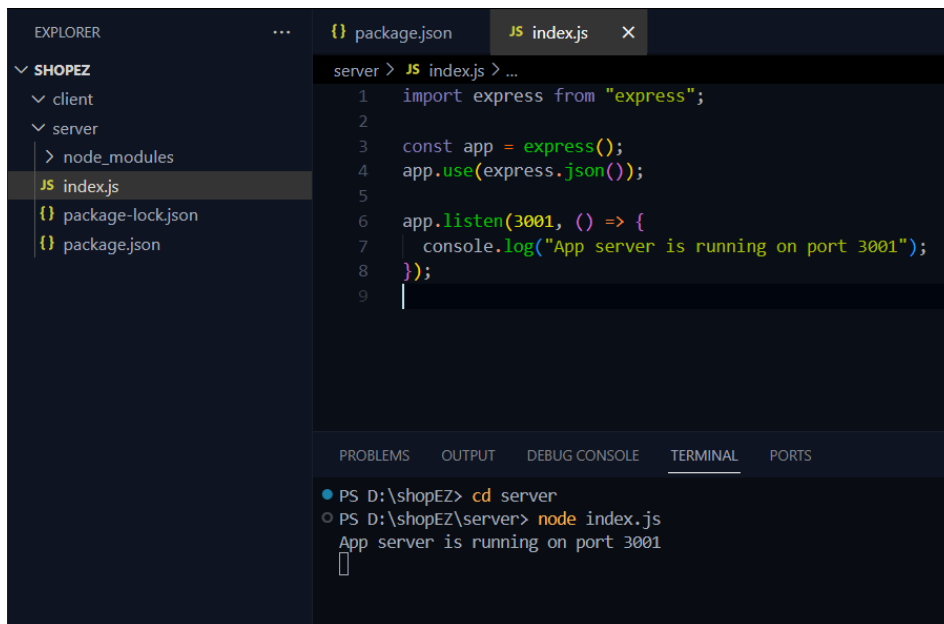 EXPLORER ...
SHOPEZ
client
server
node_modules
JS index.js
{} package-lock.json
{} package.json
{} package.json JS index.js ×
server > JS index.js > ...
1 import express from "express";
2
3 const app = express();
4 app.use(express.json());
5
6 app.listen(3001, () => {
7 console.log("App server is running on port 3001");
8 });
9
PROBLEMS OUTPUT DEBUG CONSOLE TERMINAL PORTS
PS D:\shopEZ> cd server
PS D:\shopEZ\server> node index.js
App server is running on port 3001